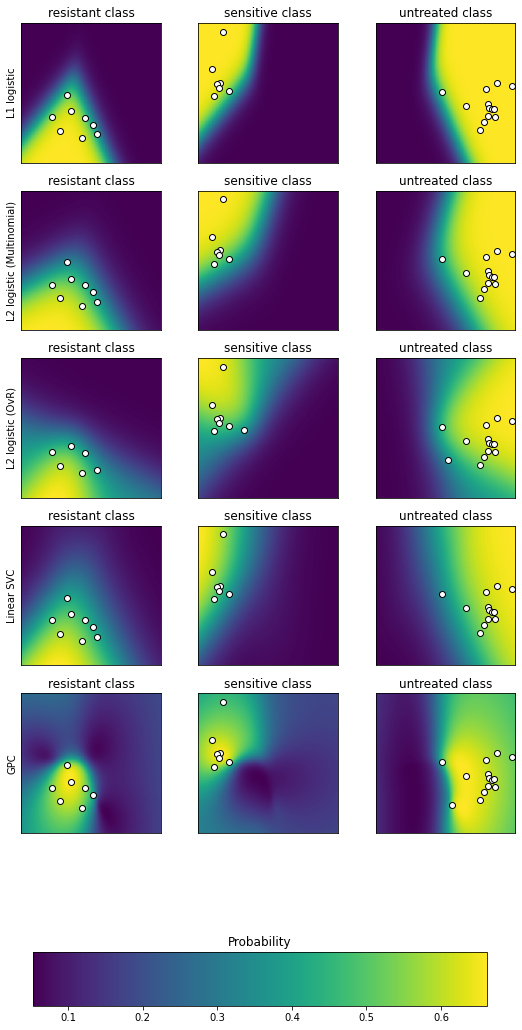 resistant class sensitive class untreated class
L1 logistic
resistant class sensitive class untreated class
L2 logistic (Multinomial)
resistant class sensitive class untreated class
L2 logistic (OvR)
resistant class sensitive class untreated class
Linear SVC
resistant class sensitive class untreated class
GPC
Probability
0.1 0.2 0.3 0.4 0.5 0.6